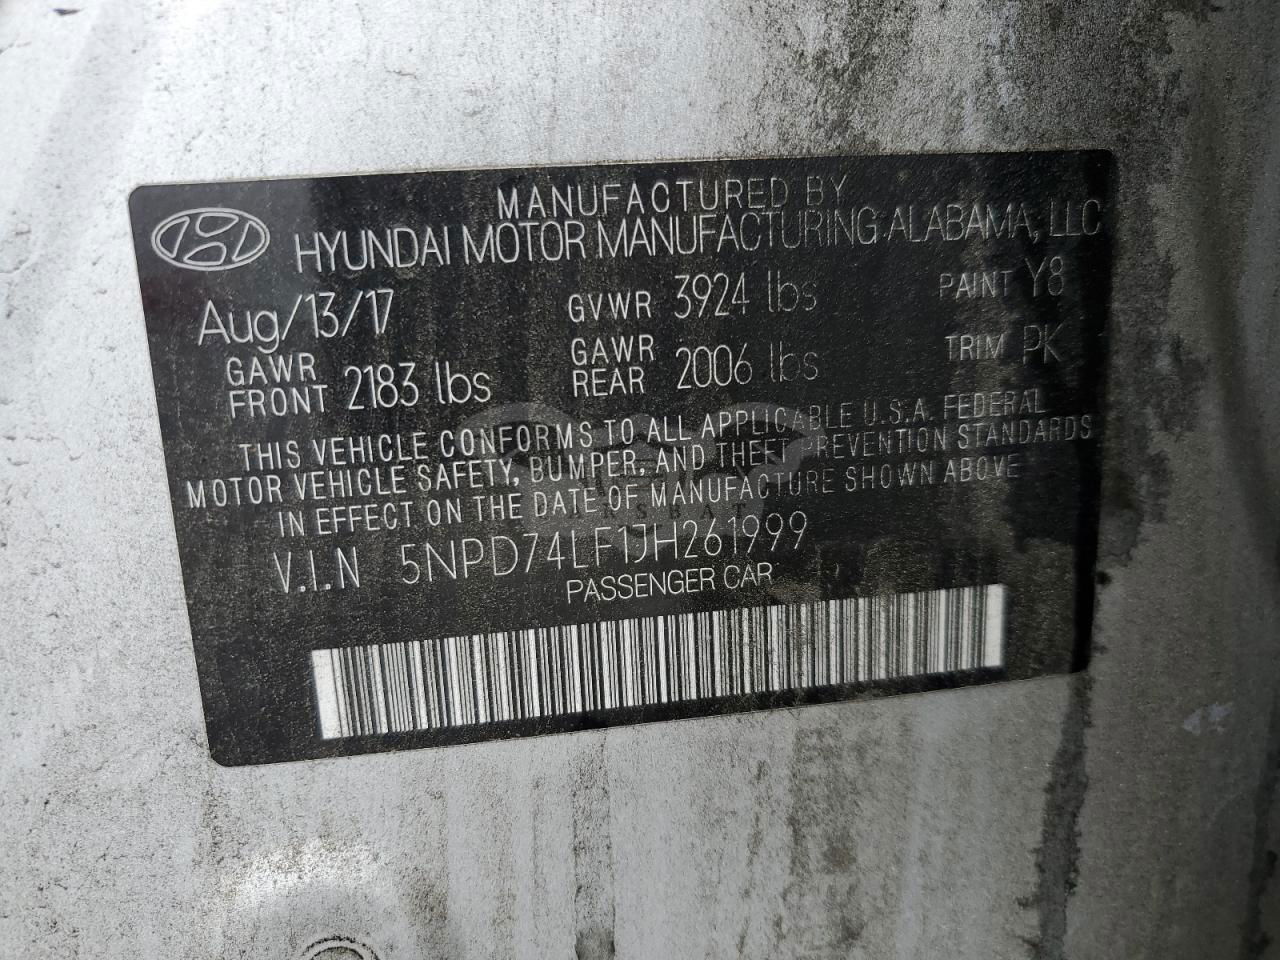 MANUFACTURED BY
HYUNDAI MOTOR MANUFACTURING ALABAMA, LLC
Aug/13/17 GVWR 3924 lbs PAINT Y8
GAWR FRONT 2183 lbs GAWR REAR 2006 lbs TRIM PK
THIS VEHICLE CONFORMS TO ALL APPLICABLE U.S.A. FEDERAL
MOTOR VEHICLE SAFETY, BUMPER, AND THEFT PREVENTION STANDARDS
IN EFFECT ON THE DATE OF MANUFACTURE SHOWN ABOVE
V.I.N 5NPD74LF1JH261999
PASSENGER CAR